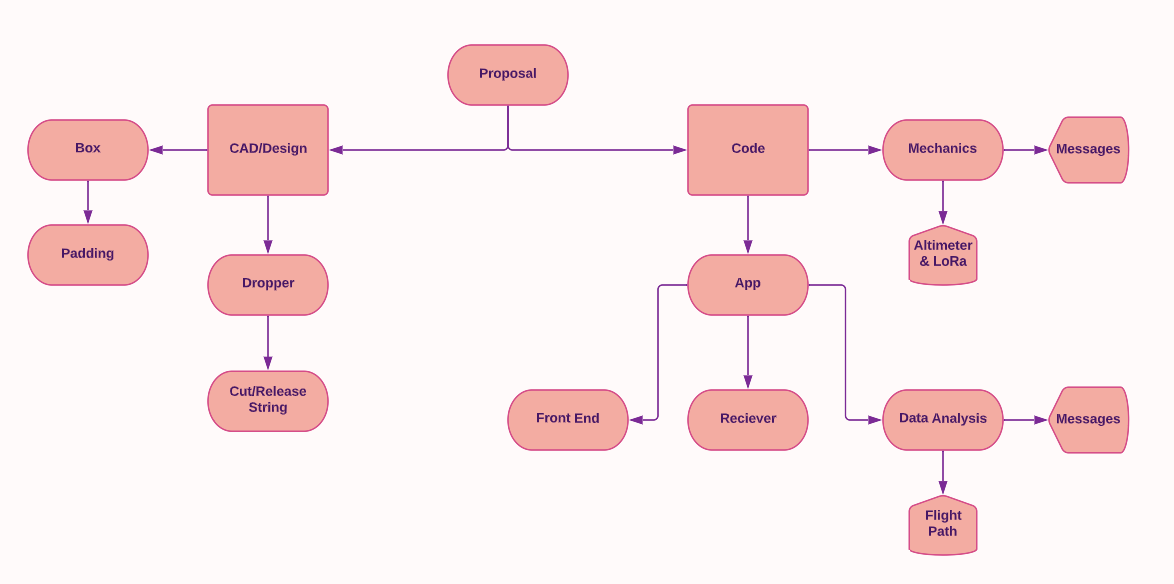 Proposal
Box
CAD/Design
Code
Mechanics
Messages
Padding
Altimeter
& LoRa
Dropper
App
Cut/Release
String
Front End
Reciever
Data Analysis
Messages
Flight
Path